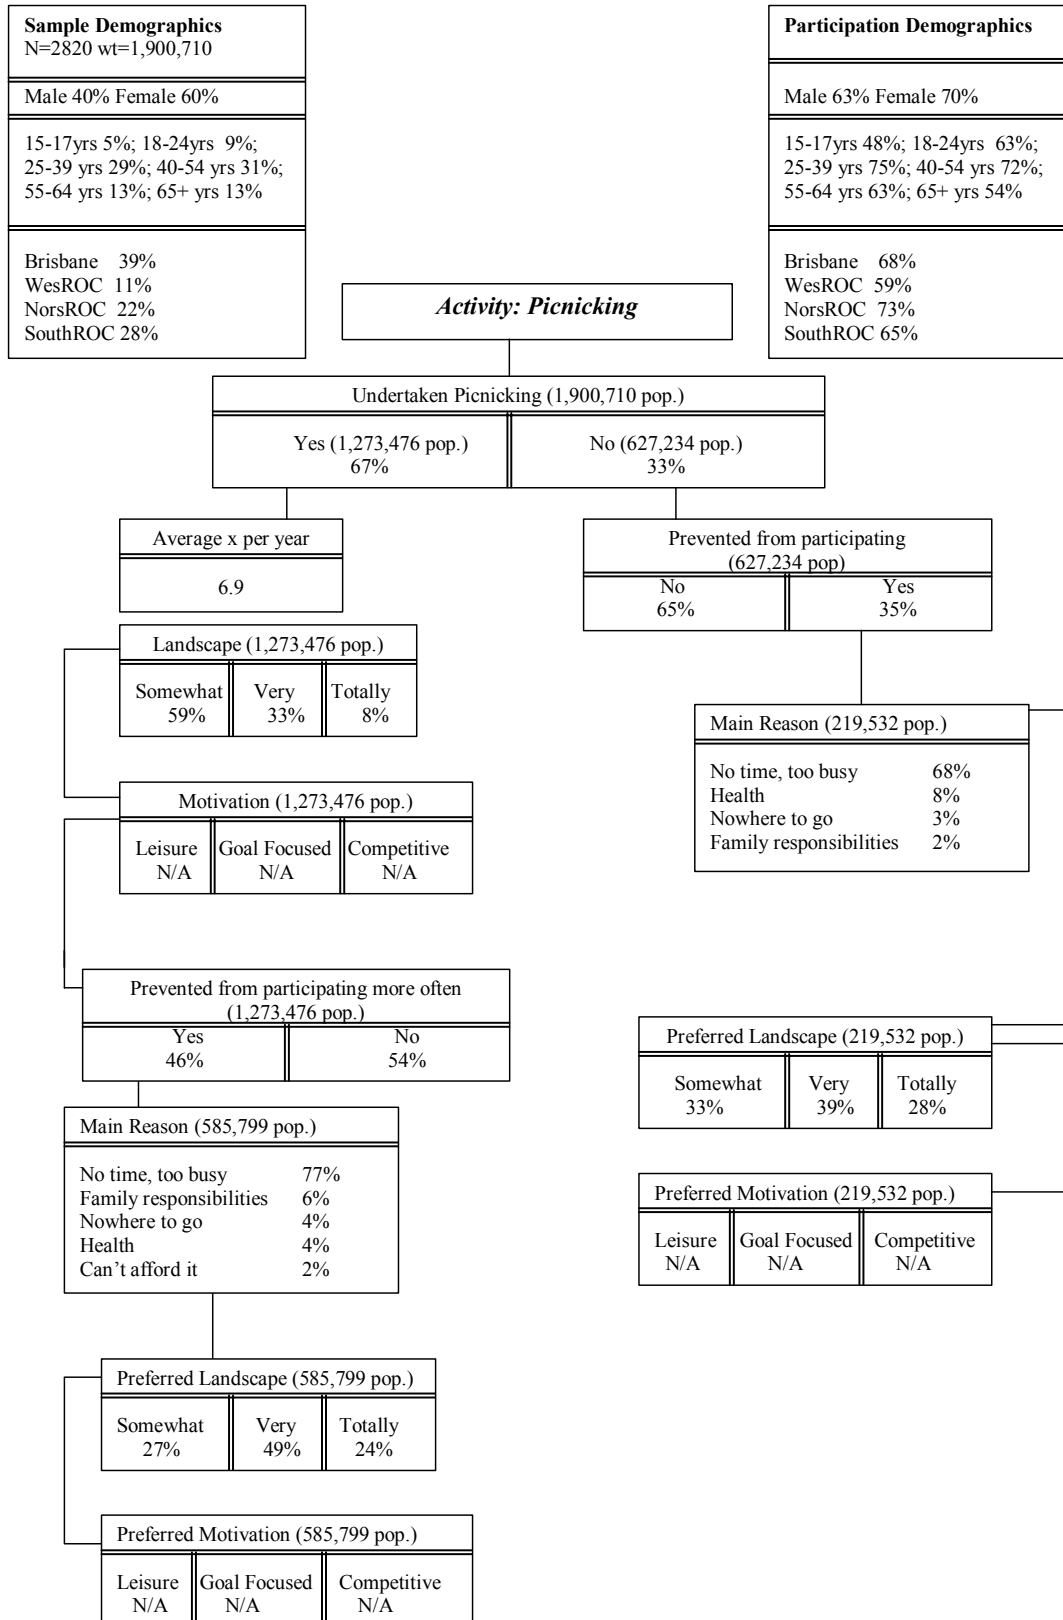 Sample Demographics
N=2820 wt=1,900,710
Male 40% Female 60%
15-17yrs 5%; 18-24yrs 9%;
25-39 yrs 29%; 40-54 yrs 31%;
55-64 yrs 13%; 65+ yrs 13%
Brisbane 39%
WesROC 11%
NorsROC 22%
SouthROC 28%
Participation Demographics
Male 63% Female 70%
15-17yrs 48%; 18-24yrs 63%;
25-39 yrs 75%; 40-54 yrs 72%;
55-64 yrs 63%; 65+ yrs 54%
Brisbane 68%
WesROC 59%
NorsROC 73%
SouthROC 65%
Activity: Picnicking
Undertaken Picnicking (1,900,710 pop.)
Yes (1,273,476 pop.) No (627,234 pop.)
67% 33%
Average x per year
6.9
Landscape (1,273,476 pop.)
Somewhat Very Totally
59% 33% 8%
Motivation (1,273,476 pop.)
Leisure Goal Focused Competitive
N/A N/A N/A
Prevented from participating more often
(1,273,476 pop.)
Yes No
46% 54%
Main Reason (585,799 pop.)
No time, too busy 77%
Family responsibilities 6%
Nowhere to go 4%
Health 4%
Can't afford it 2%
Preferred Landscape (585,799 pop.)
Somewhat Very Totally
27% 49% 24%
Preferred Motivation (585,799 pop.)
Leisure Goal Focused Competitive
N/A N/A N/A
Prevented from participating
(627,234 pop)
No Yes
65% 35%
Main Reason (219,532 pop.)
No time, too busy 68%
Health 8%
Nowhere to go 3%
Family responsibilities 2%
Preferred Landscape (219,532 pop.)
Somewhat Very Totally
33% 39% 28%
Preferred Motivation (219,532 pop.)
Leisure Goal Focused Competitive
N/A N/A N/A